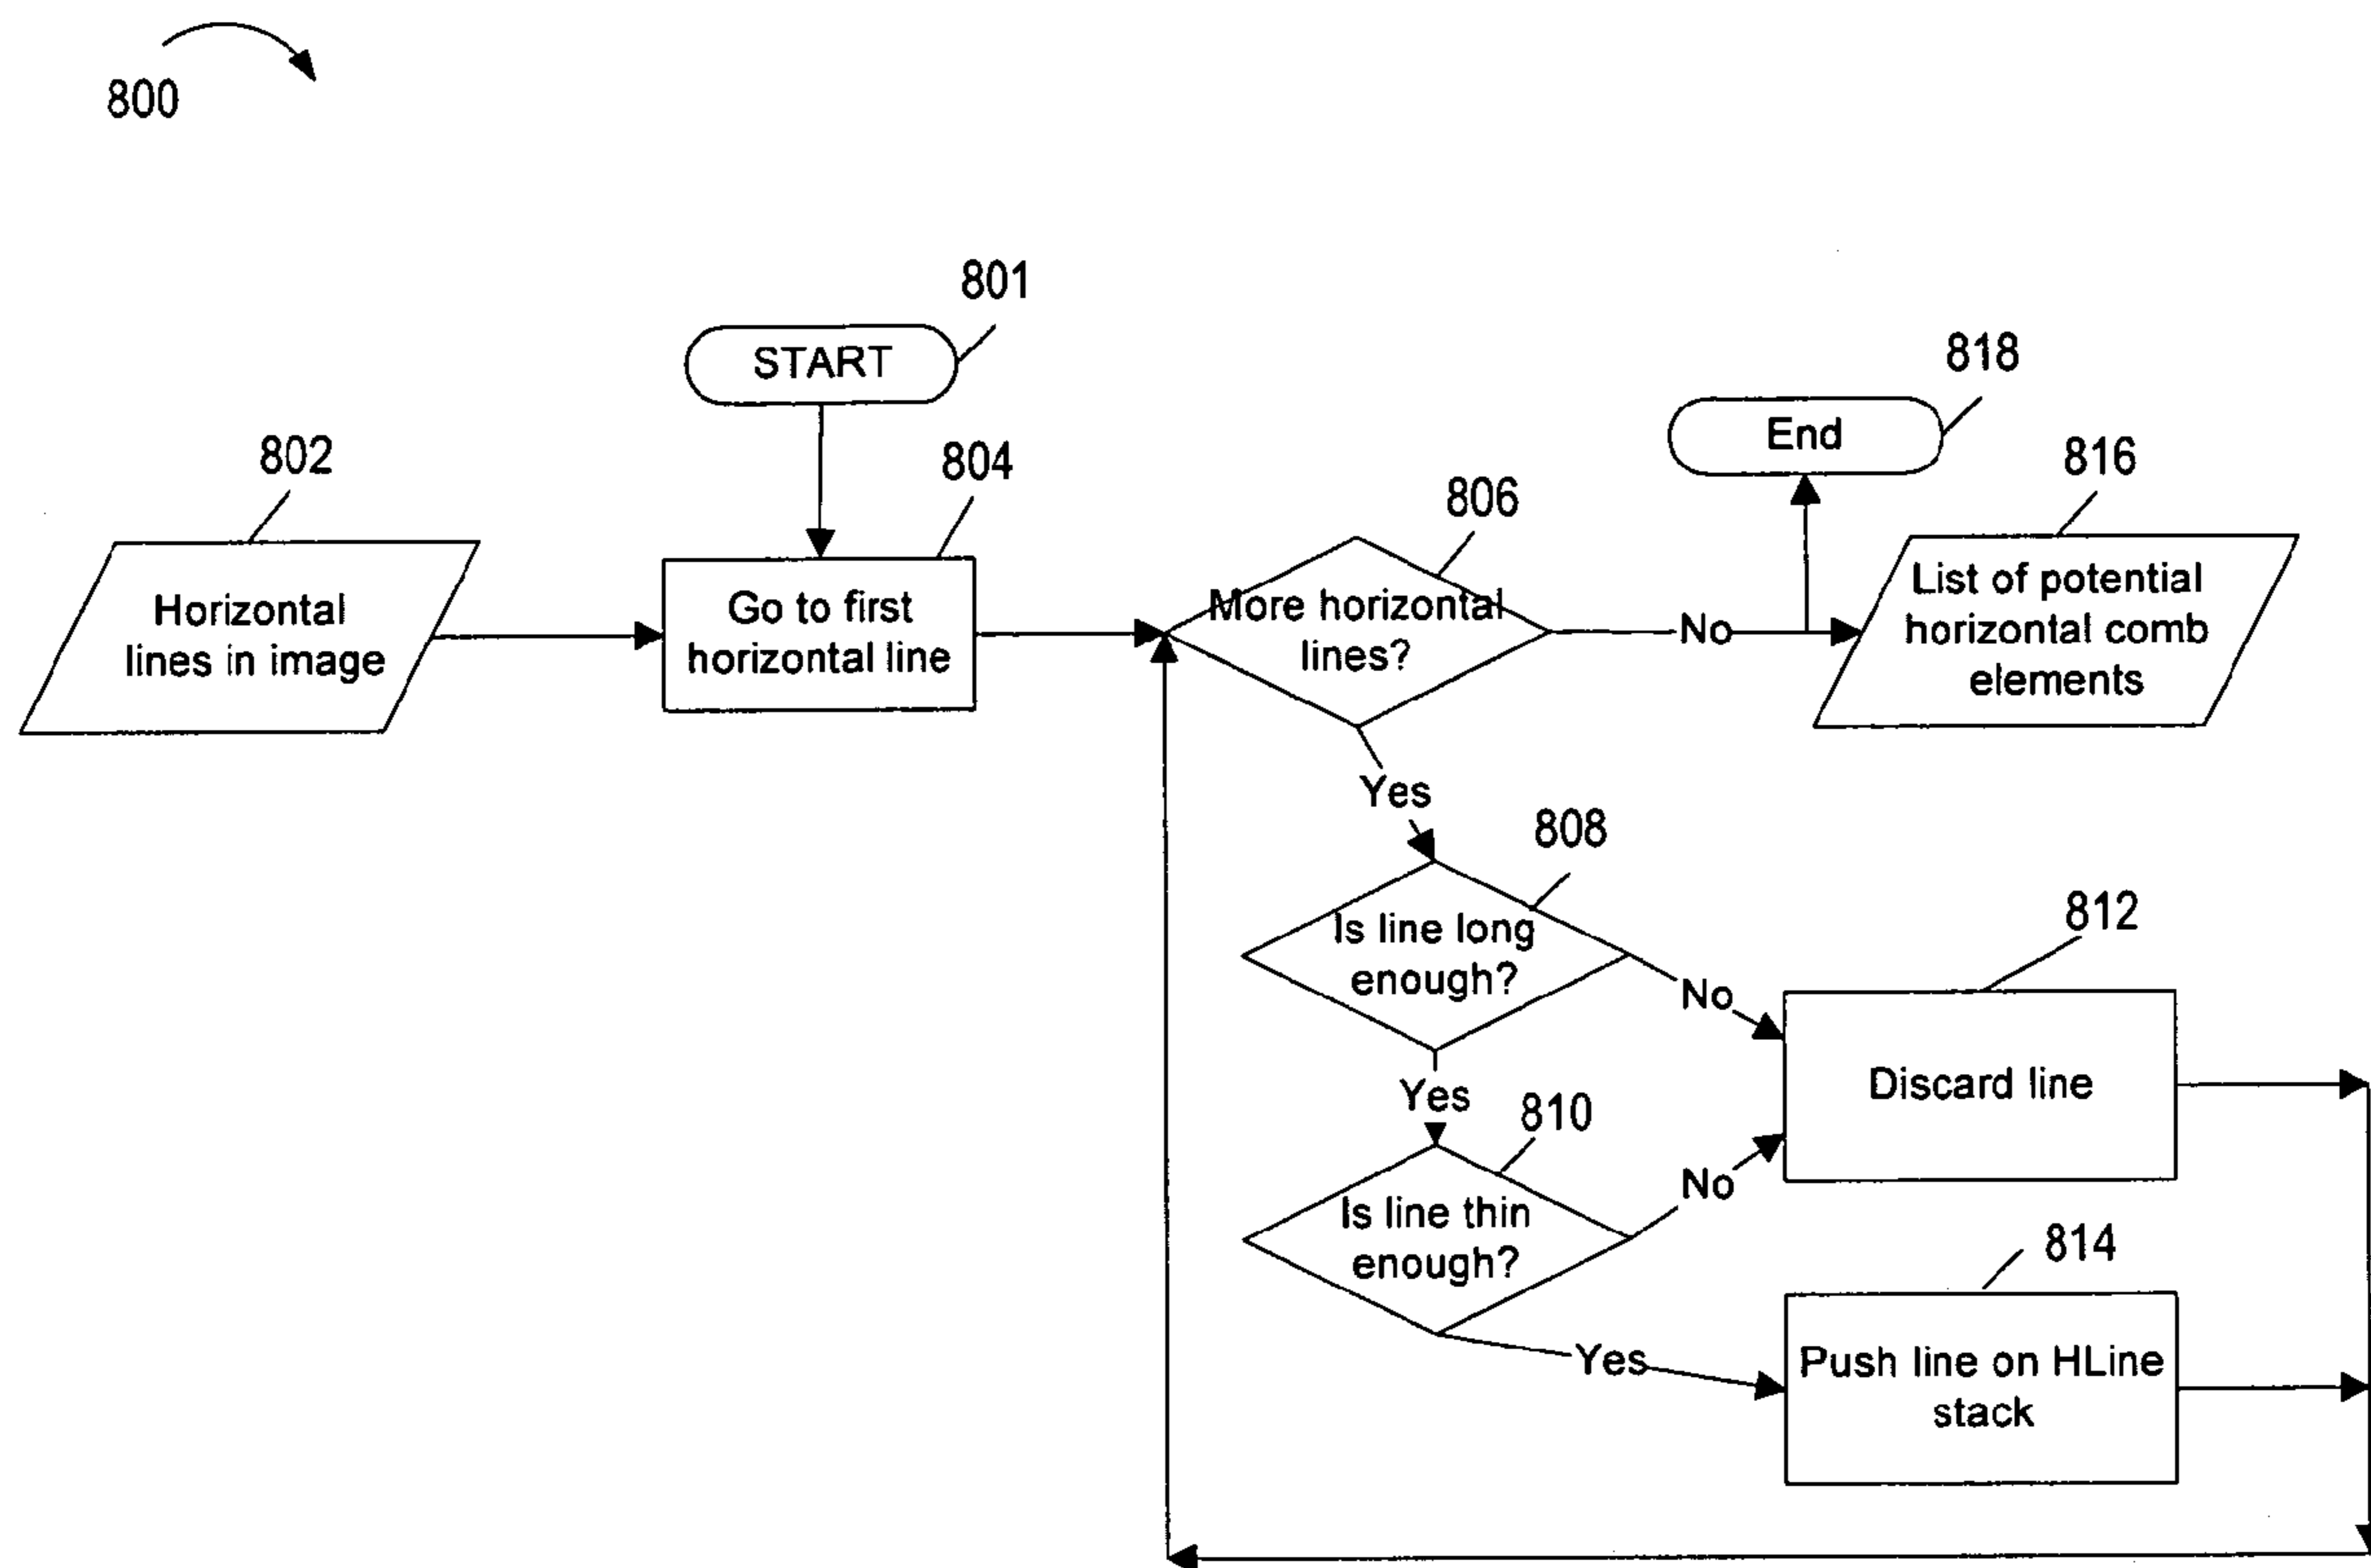 800
801
START
818
End
802
Horizontal
lines in image
804
Go to first
horizontal line
806
More horizontal
lines?
No
816
List of potential
horizontal comb
elements
Yes
808
Is line long
enough?
No
812
Discard line
Yes
810
Is line thin
enough?
No
814
Yes
Push line on HLine
stack